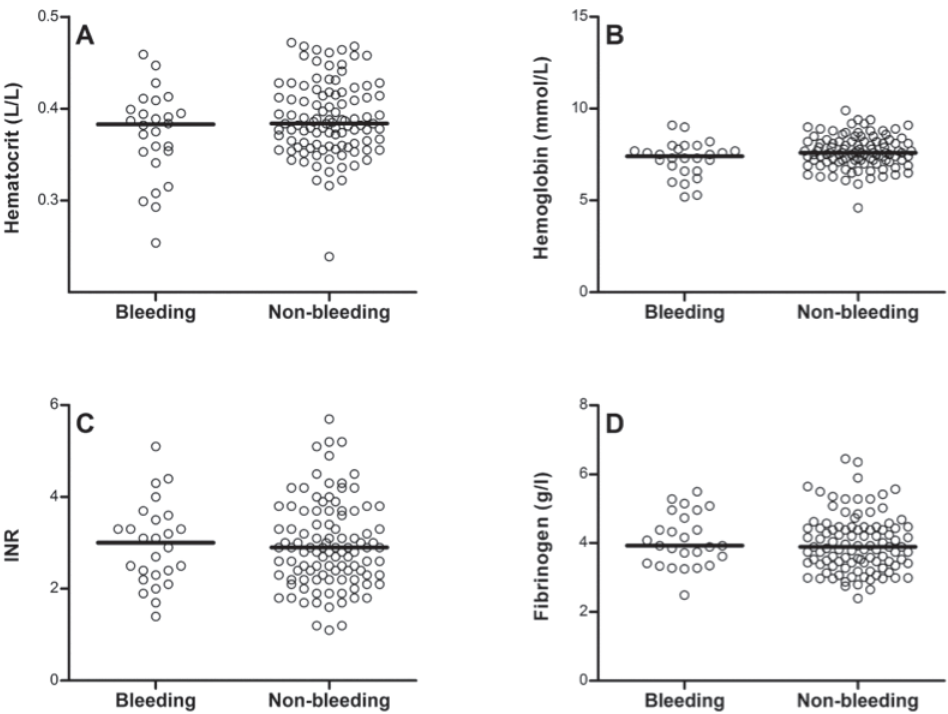 A
Hematocrit (L/L)
0.5
0.4
0.3
Bleeding Non-bleeding
B
Hemoglobin (mmol/L)
15
10
5
0
Bleeding Non-bleeding
C
INR
6
4
2
0
Bleeding Non-bleeding
D
Fibrinogen (g/l)
8
6
4
2
0
Bleeding Non-bleeding